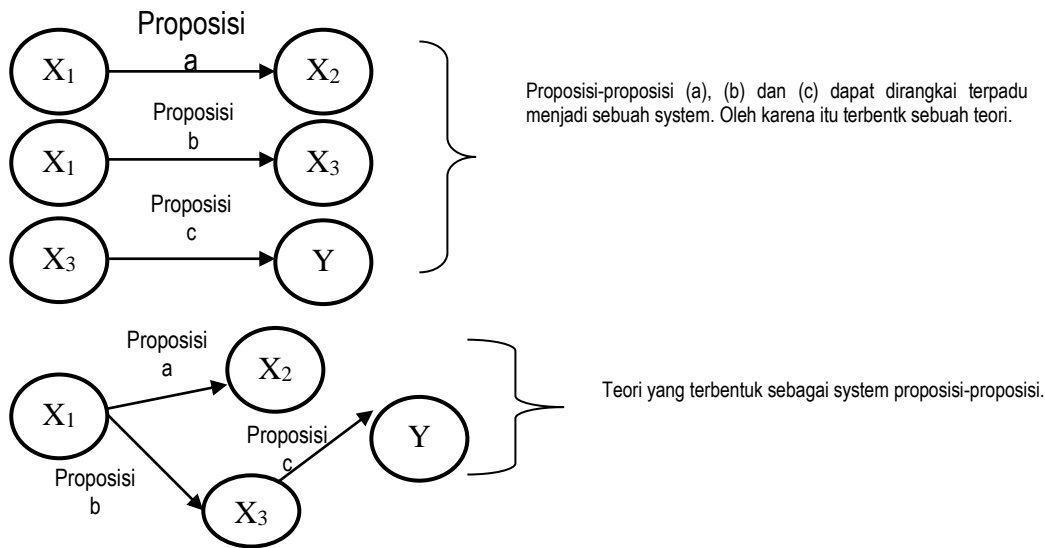 Proposisi
a
X₁
X₂
Proposisi-proposisi (a), (b) dan (c) dapat dirangkai terpadu
menjadi sebuah system. Oleh karena itu terbentk sebuah teori.
Proposisi
b
X₁
X₃
Proposisi
c
X₃
Y
Proposisi
a
X₂
X₁
Teori yang terbentuk sebagai system proposisi-proposisi.
Proposisi
c
Y
Proposisi
b
X₃